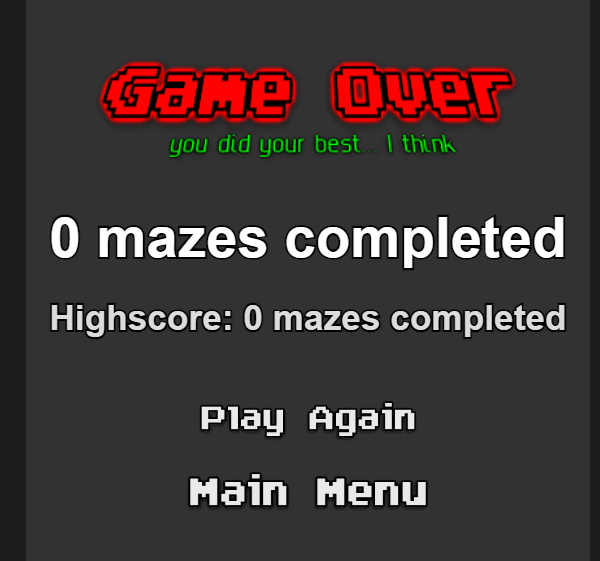 Game Over
you did your best... I think
0 mazes completed
Highscore: 0 mazes completed
Play Again
Main Menu